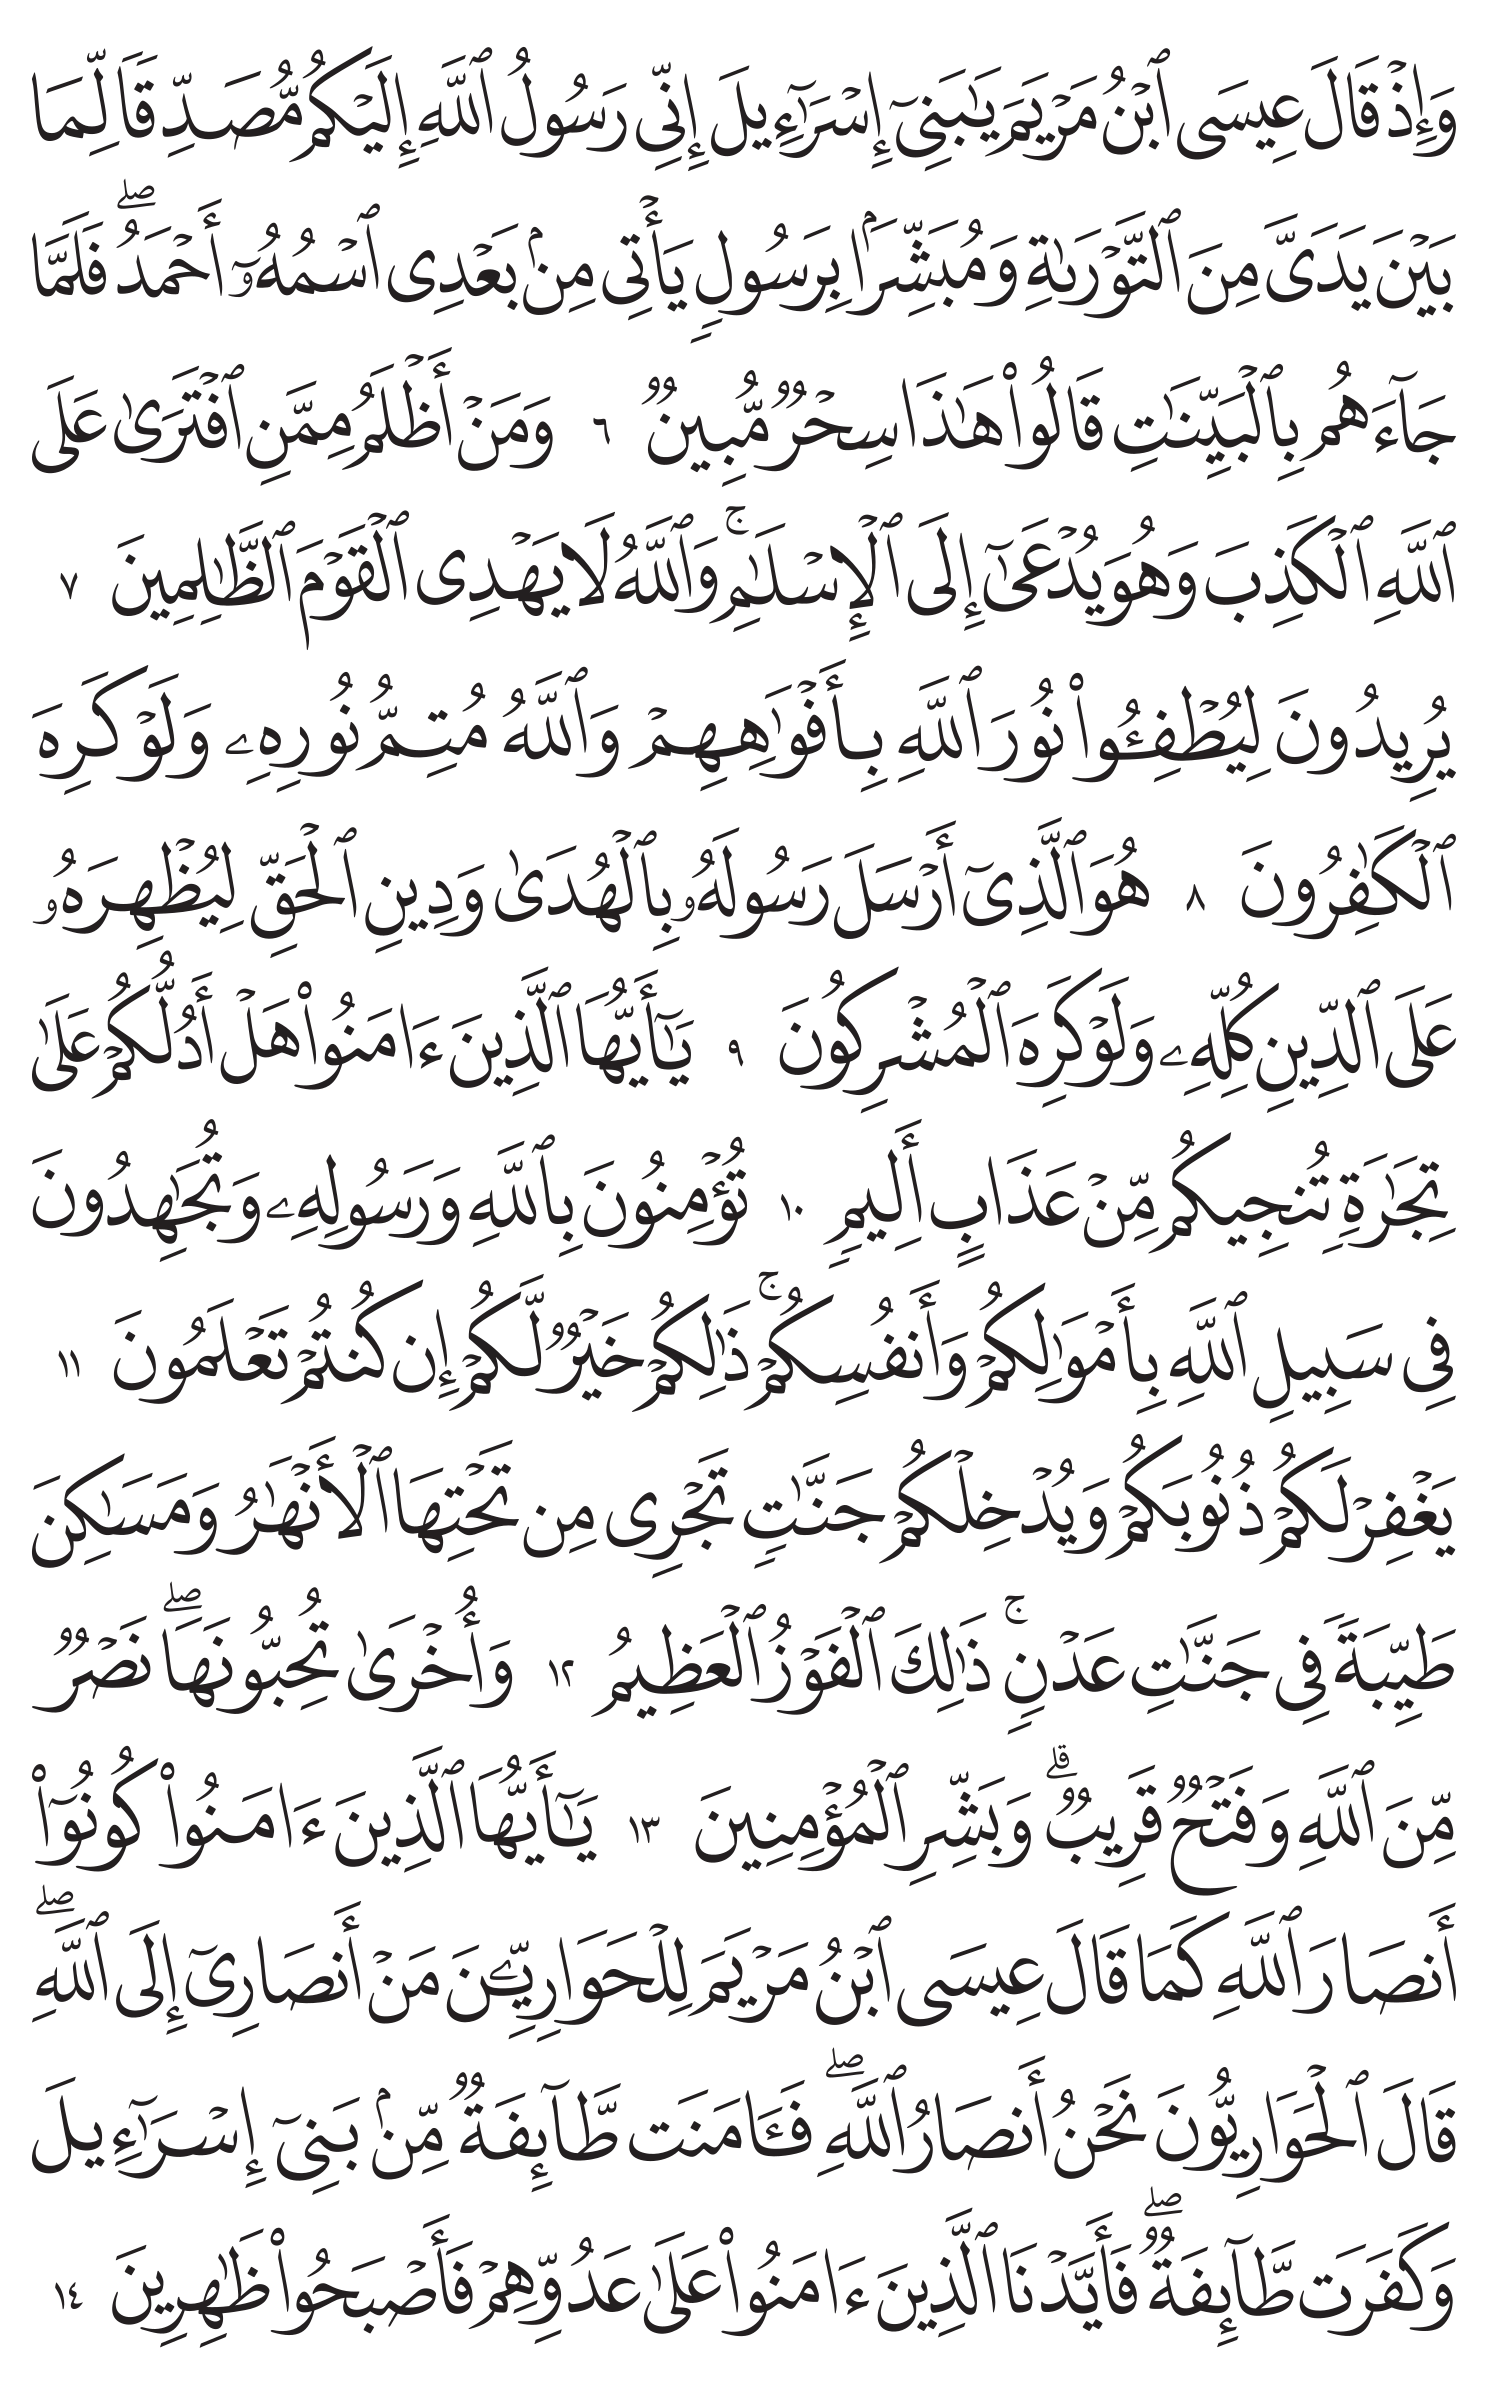 وَإِذۡ قَالَ عِيسَى ٱبۡنُ مَرۡيَمَ يَٰبَنِيٓ إِسۡرَٰٓءِيلَ إِنِّي رَسُولُ ٱللَّهِ إِلَيۡكُم مُّصَدِّقٗا لِّمَا
بَيۡنَ يَدَيَّ مِنَ ٱلتَّوۡرَىٰةِ وَمُبَشِّرَۢا بِرَسُولٖ يَأۡتِي مِنۢ بَعۡدِي ٱسۡمُهُۥٓ أَحۡمَدُۖ فَلَمَّا
جَآءَهُم بِٱلۡبَيِّنَٰتِ قَالُواْ هَٰذَا سِحۡرٞ مُّبِينٞ ٦ وَمَنۡ أَظۡلَمُ مِمَّنِ ٱفۡتَرَىٰ عَلَى
ٱللَّهِ ٱلۡكَذِبَ وَهُوَ يُدۡعَىٰٓ إِلَى ٱلۡإِسۡلَٰمِۚ وَٱللَّهُ لَا يَهۡدِي ٱلۡقَوۡمَ ٱلظَّٰلِمِينَ ٧
يُرِيدُونَ لِيُطۡفِـُٔواْ نُورَ ٱللَّهِ بِأَفۡوَٰهِهِمۡ وَٱللَّهُ مُتِمُّ نُورِهِۦ وَلَوۡ كَرِهَ
ٱلۡكَٰفِرُونَ ٨ هُوَ ٱلَّذِيٓ أَرۡسَلَ رَسُولَهُۥ بِٱلۡهُدَىٰ وَدِينِ ٱلۡحَقِّ لِيُظۡهِرَهُۥ
عَلَى ٱلدِّينِ كُلِّهِۦ وَلَوۡ كَرِهَ ٱلۡمُشۡرِكُونَ ٩ يَٰٓأَيُّهَا ٱلَّذِينَ ءَامَنُواْ هَلۡ أَدُلُّكُمۡ عَلَىٰ
تِجَٰرَةٖ تُنجِيكُم مِّنۡ عَذَابٍ أَلِيمٖ ١٠ تُؤۡمِنُونَ بِٱللَّهِ وَرَسُولِهِۦ وَتُجَٰهِدُونَ
فِي سَبِيلِ ٱللَّهِ بِأَمۡوَٰلِكُمۡ وَأَنفُسِكُمۡۚ ذَٰلِكُمۡ خَيۡرٞ لَّكُمۡ إِن كُنتُمۡ تَعۡلَمُونَ ١١
يَغۡفِرۡ لَكُمۡ ذُنُوبَكُمۡ وَيُدۡخِلۡكُمۡ جَنَّٰتٖ تَجۡرِي مِن تَحۡتِهَا ٱلۡأَنۡهَٰرُ وَمَسَٰكِنَ
طَيِّبَةٗ فِي جَنَّٰتِ عَدۡنٖۚ ذَٰلِكَ ٱلۡفَوۡزُ ٱلۡعَظِيمُ ١٢ وَأُخۡرَىٰ تُحِبُّونَهَاۖ نَصۡرٞ
مِّنَ ٱللَّهِ وَفَتۡحٞ قَرِيبٞۗ وَبَشِّرِ ٱلۡمُؤۡمِنِينَ ١٣ يَٰٓأَيُّهَا ٱلَّذِينَ ءَامَنُواْ كُونُوٓاْ
أَنصَارَ ٱللَّهِ كَمَا قَالَ عِيسَى ٱبۡنُ مَرۡيَمَ لِلۡحَوَارِيِّـۧنَ مَنۡ أَنصَارِيٓ إِلَى ٱللَّهِۖ
قَالَ ٱلۡحَوَارِيُّونَ نَحۡنُ أَنصَارُ ٱللَّهِۖ فَـَٔامَنَت طَّآئِفَةٞ مِّنۢ بَنِيٓ إِسۡرَٰٓءِيلَ
وَكَفَرَت طَّآئِفَةٞۖ فَأَيَّدۡنَا ٱلَّذِينَ ءَامَنُواْ عَلَىٰ عَدُوِّهِمۡ فَأَصۡبَحُواْ ظَٰهِرِينَ ١٤